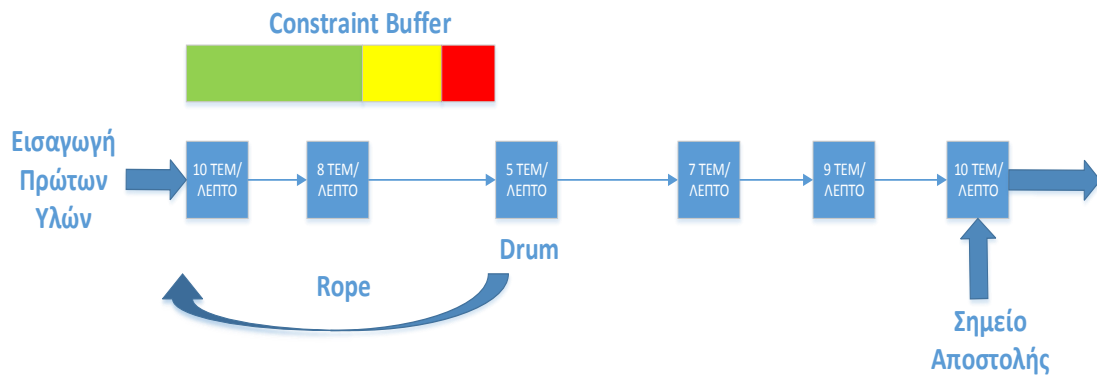 Constraint Buffer
Εισαγωγή
Πρώτων
Υλών
10 ΤΕΜ/
ΛΕΠΤΟ
8 ΤΕΜ/
ΛΕΠΤΟ
5 ΤΕΜ/
ΛΕΠΤΟ
7 ΤΕΜ/
ΛΕΠΤΟ
9 ΤΕΜ/
ΛΕΠΤΟ
10 ΤΕΜ/
ΛΕΠΤΟ
Drum
Rope
Σημείο
Αποστολής